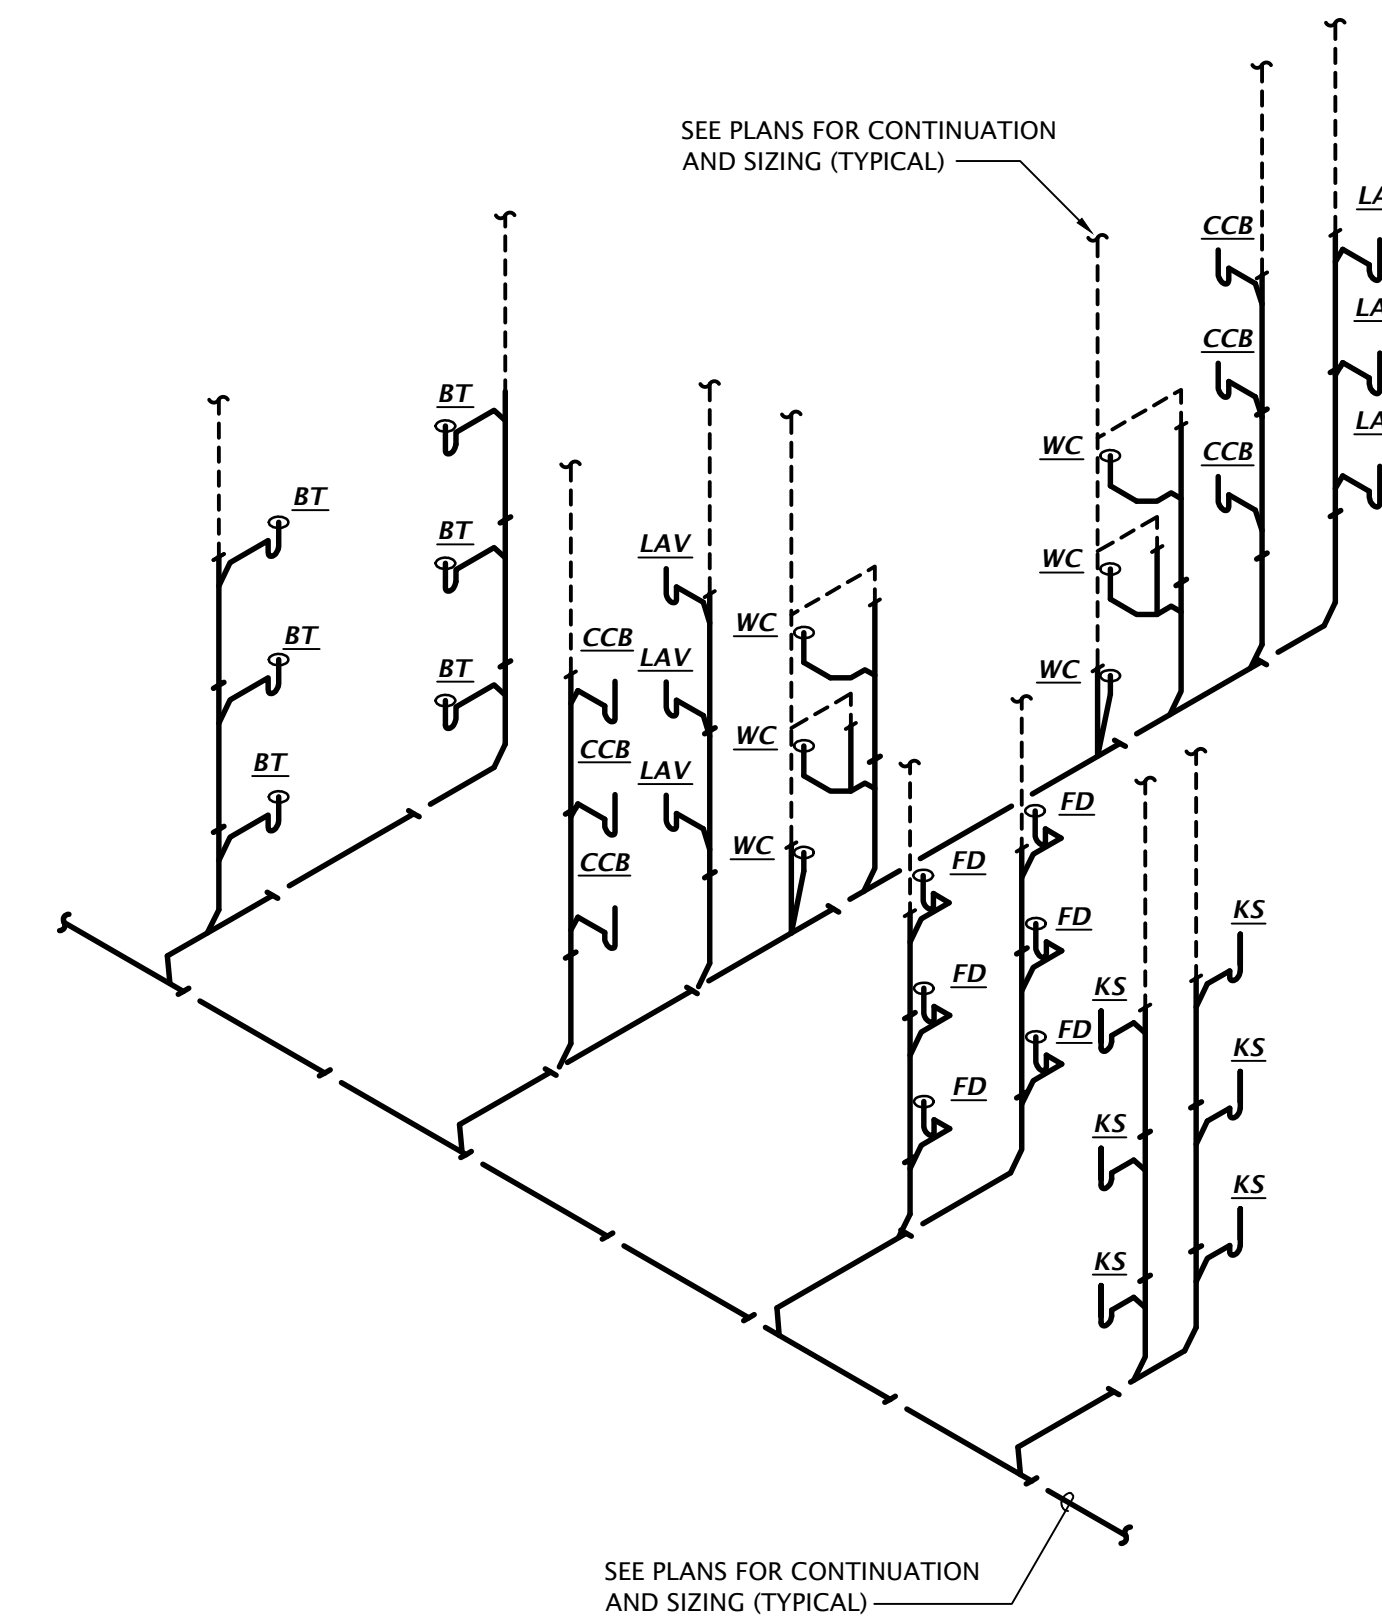 SEE PLANS FOR CONTINUATION
AND SIZING (TYPICAL)
LA
CCB
LA
CCB
BT
LA
WC
CCB
BT
BT
LAV
WC
WC
CCB
BT
LAV
WC
BT
WC
CCB
BT
LAV
FD
WC
CCB
FD
KS
FD
FD
KS
FD
KS
FD
KS
KS
KS
SEE PLANS FOR CONTINUATION
AND SIZING (TYPICAL)